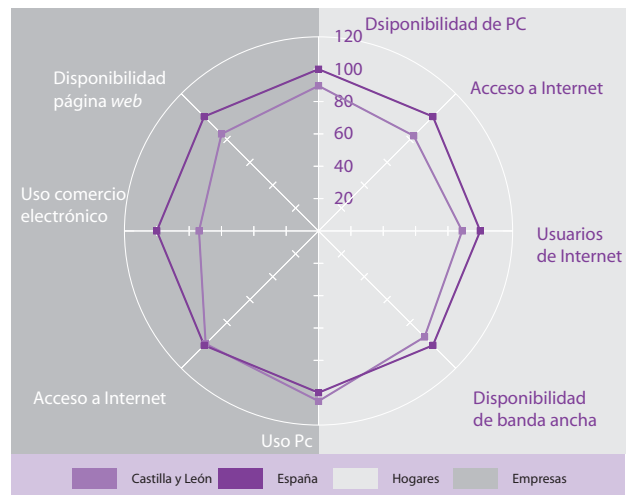 Dsiponibilidad de PC
120
100
80
60
40
20
Acceso a Internet
Usuarios
de Internet
Disponibilidad
de banda ancha
Uso Pc
Acceso a Internet
Uso comercio
electrónico
Disponibilidad
página web
Castilla y León
España
Hogares
Empresas